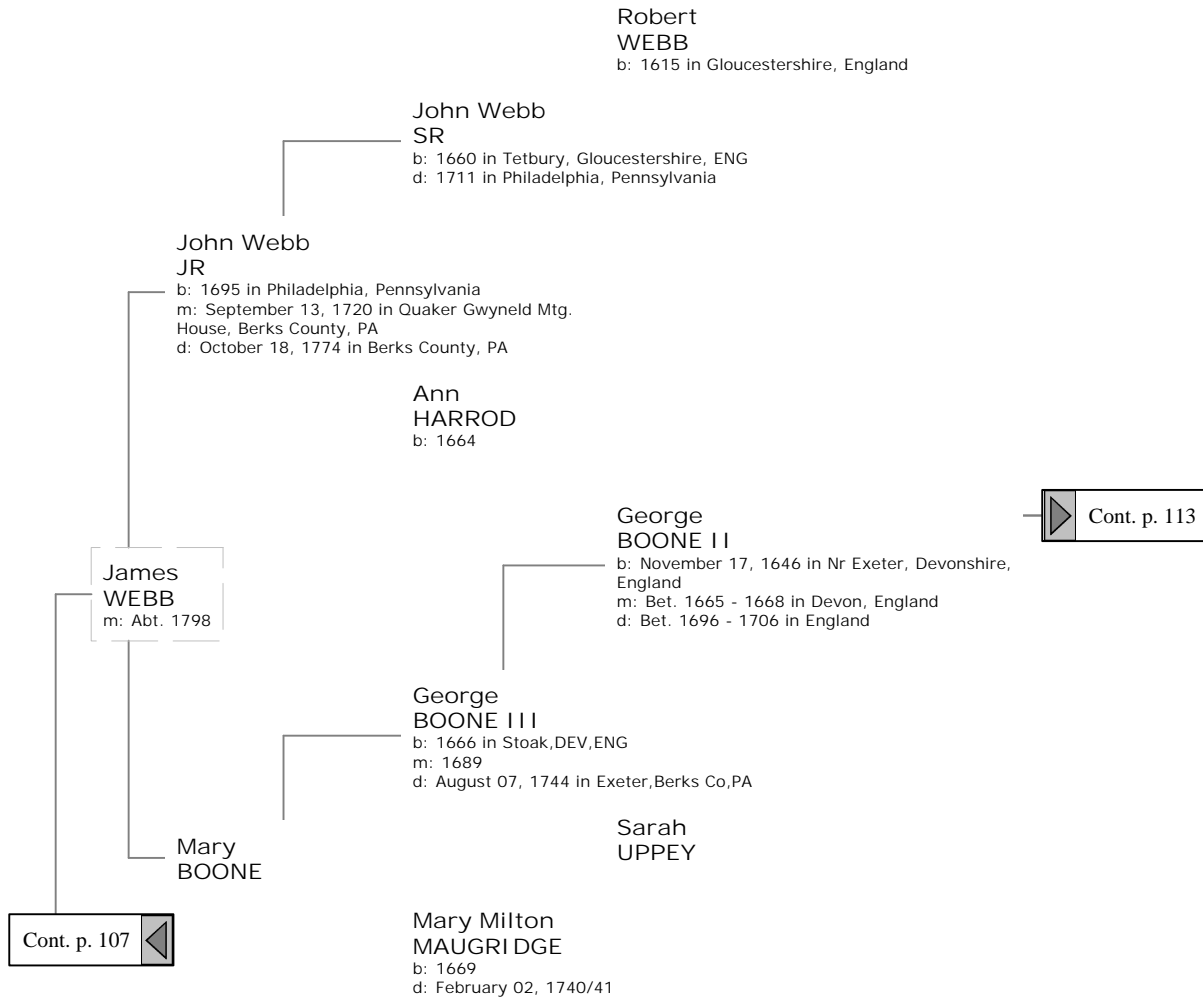 Robert
WEBB
b: 1615 in Gloucestershire, England
John Webb
SR
b: 1660 in Tetbury, Gloucestershire, ENG
d: 1711 in Philadelphia, Pennsylvania
John Webb
JR
b: 1695 in Philadelphia, Pennsylvania
m: September 13, 1720 in Quaker Gwyneld Mtg.
House, Berks County, PA
d: October 18, 1774 in Berks County, PA
Ann
HARROD
b: 1664
Cont. p. 113
George
BOONE II
b: November 17, 1646 in Nr Exeter, Devonshire,
England
m: Bet. 1665 - 1668 in Devon, England
d: Bet. 1696 - 1706 in England
James
WEBB
m: Abt. 1798
George
BOONE III
b: 1666 in Stoak,DEV,ENG
m: 1689
d: August 07, 1744 in Exeter,Berks Co,PA
Sarah
UPPEY
Mary
BOONE
Cont. p. 107
Mary Milton
MAUGRIDGE
b: 1669
d: February 02, 1740/41